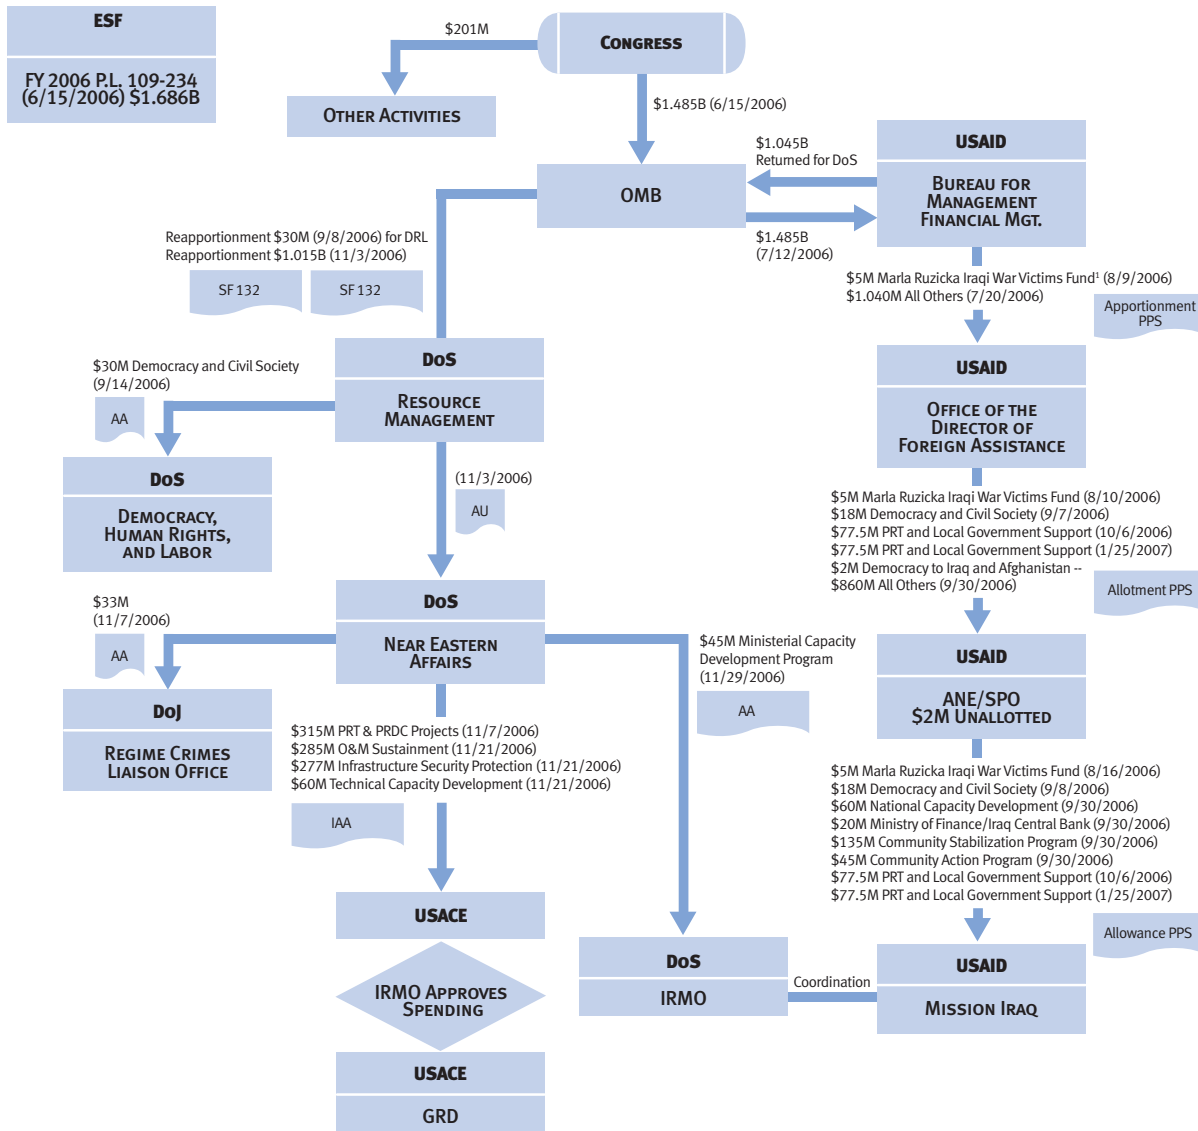 ESF
FY 2006 P.L. 109-234
(6/15/2006) $1.686B
$201M
CONGRESS
OTHER ACTIVITIES
$1.485B (6/15/2006)
$1.045B
Returned for DoS
OMB
$1.485B
(7/12/2006)
USAID
BUREAU FOR
MANAGEMENT
FINANCIAL MGT.
Reapportionment $30M (9/8/2006) for DRL
Reapportionment $1.015B (11/3/2006)
SF 132
SF 132
$5M Marla Ruzicka Iraqi War Victims Fund¹ (8/9/2006)
$1.040M All Others (7/20/2006)
Apportionment
PPS
DoS
RESOURCE
MANAGEMENT
$30M Democracy and Civil Society
(9/14/2006)
AA
USAID
OFFICE OF THE
DIRECTOR OF
FOREIGN ASSISTANCE
DoS
DEMOCRACY,
HUMAN RIGHTS,
AND LABOR
(11/3/2006)
AU
$5M Marla Ruzicka Iraqi War Victims Fund (8/10/2006)
$18M Democracy and Civil Society (9/7/2006)
$77.5M PRT and Local Government Support (10/6/2006)
$77.5M PRT and Local Government Support (1/25/2007)
$2M Democracy to Iraq and Afghanistan --
$860M All Others (9/30/2006)
Allotment PPS
DoS
NEAR EASTERN
AFFAIRS
$33M
(11/7/2006)
AA
$45M Ministerial Capacity
Development Program
(11/29/2006)
AA
USAID
ANE/SPO
$2M UNALLOTTED
DoJ
REGIME CRIMES
LIAISON OFFICE
$315M PRT & PRDC Projects (11/7/2006)
$285M O&M Sustainment (11/21/2006)
$277M Infrastructure Security Protection (11/21/2006)
$60M Technical Capacity Development (11/21/2006)
IAA
$5M Marla Ruzicka Iraqi War Victims Fund (8/16/2006)
$18M Democracy and Civil Society (9/8/2006)
$60M National Capacity Development (9/30/2006)
$20M Ministry of Finance/Iraq Central Bank (9/30/2006)
$135M Community Stabilization Program (9/30/2006)
$45M Community Action Program (9/30/2006)
$77.5M PRT and Local Government Support (10/6/2006)
$77.5M PRT and Local Government Support (1/25/2007)
Allowance PPS
USACE
IRMO APPROVES
SPENDING
USACE
GRD
DoS
IRMO
Coordination
USAID
MISSION IRAQ